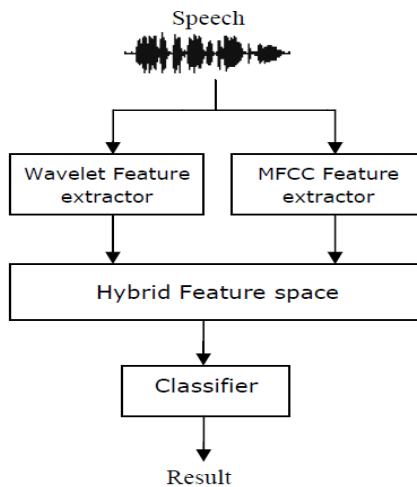 Speech
Wavelet Feature
extractor
MFCC Feature
extractor
Hybrid Feature space
Classifier
Result